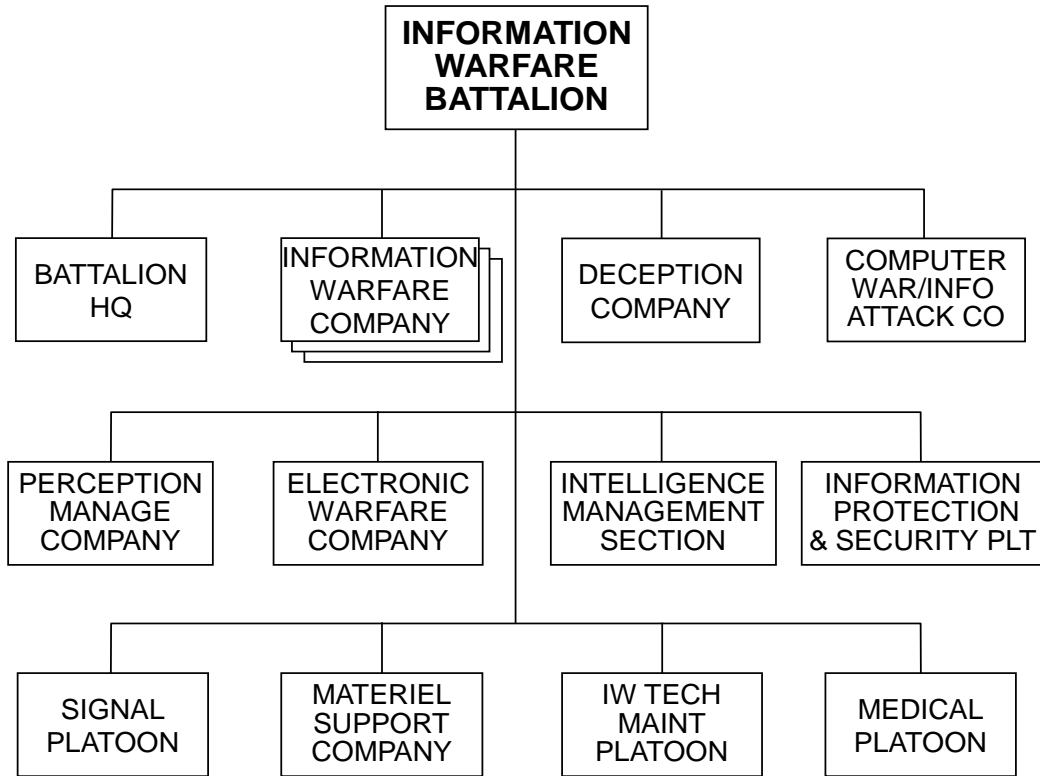 INFORMATION
WARFARE
BATTALION
BATTALION
HQ
INFORMATION
WARFARE
COMPANY
DECEPTION
COMPANY
COMPUTER
WAR/INFO
ATTACK CO
PERCEPTION
MANAGE
COMPANY
ELECTRONIC
WARFARE
COMPANY
INTELLIGENCE
MANAGEMENT
SECTION
INFORMATION
PROTECTION
& SECURITY PLT
SIGNAL
PLATOON
MATERIEL
SUPPORT
COMPANY
IW TECH
MAINT
PLATOON
MEDICAL
PLATOON